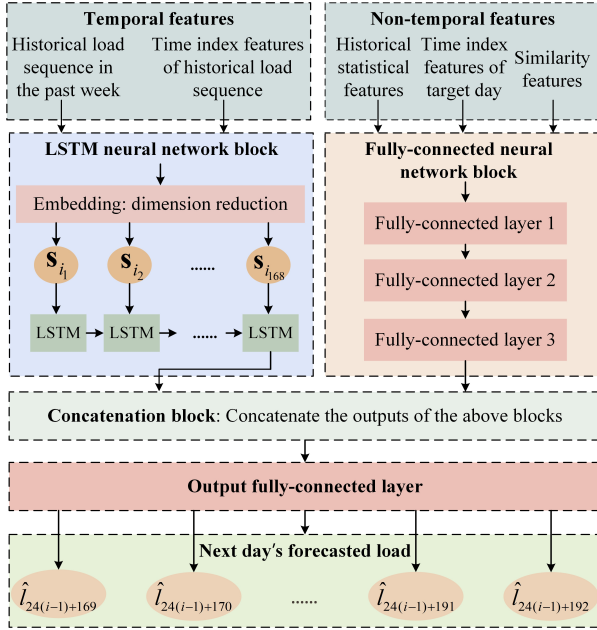 Temporal features
Historical load sequence in the past week
Time index features of historical load sequence
Non-temporal features
Historical statistical features
Time index features of target day
Similarity features
LSTM neural network block
Embedding: dimension reduction
s_{i_1} s_{i_2} ...... s_{i_{168}}
LSTM LSTM ...... LSTM
Fully-connected neural network block
Fully-connected layer 1
Fully-connected layer 2
Fully-connected layer 3
Concatenation block: Concatenate the outputs of the above blocks
Output fully-connected layer
Next day's forecasted load
l̂_{24(i−1)+169} l̂_{24(i−1)+170} ...... l̂_{24(i−1)+191} l̂_{24(i−1)+192}